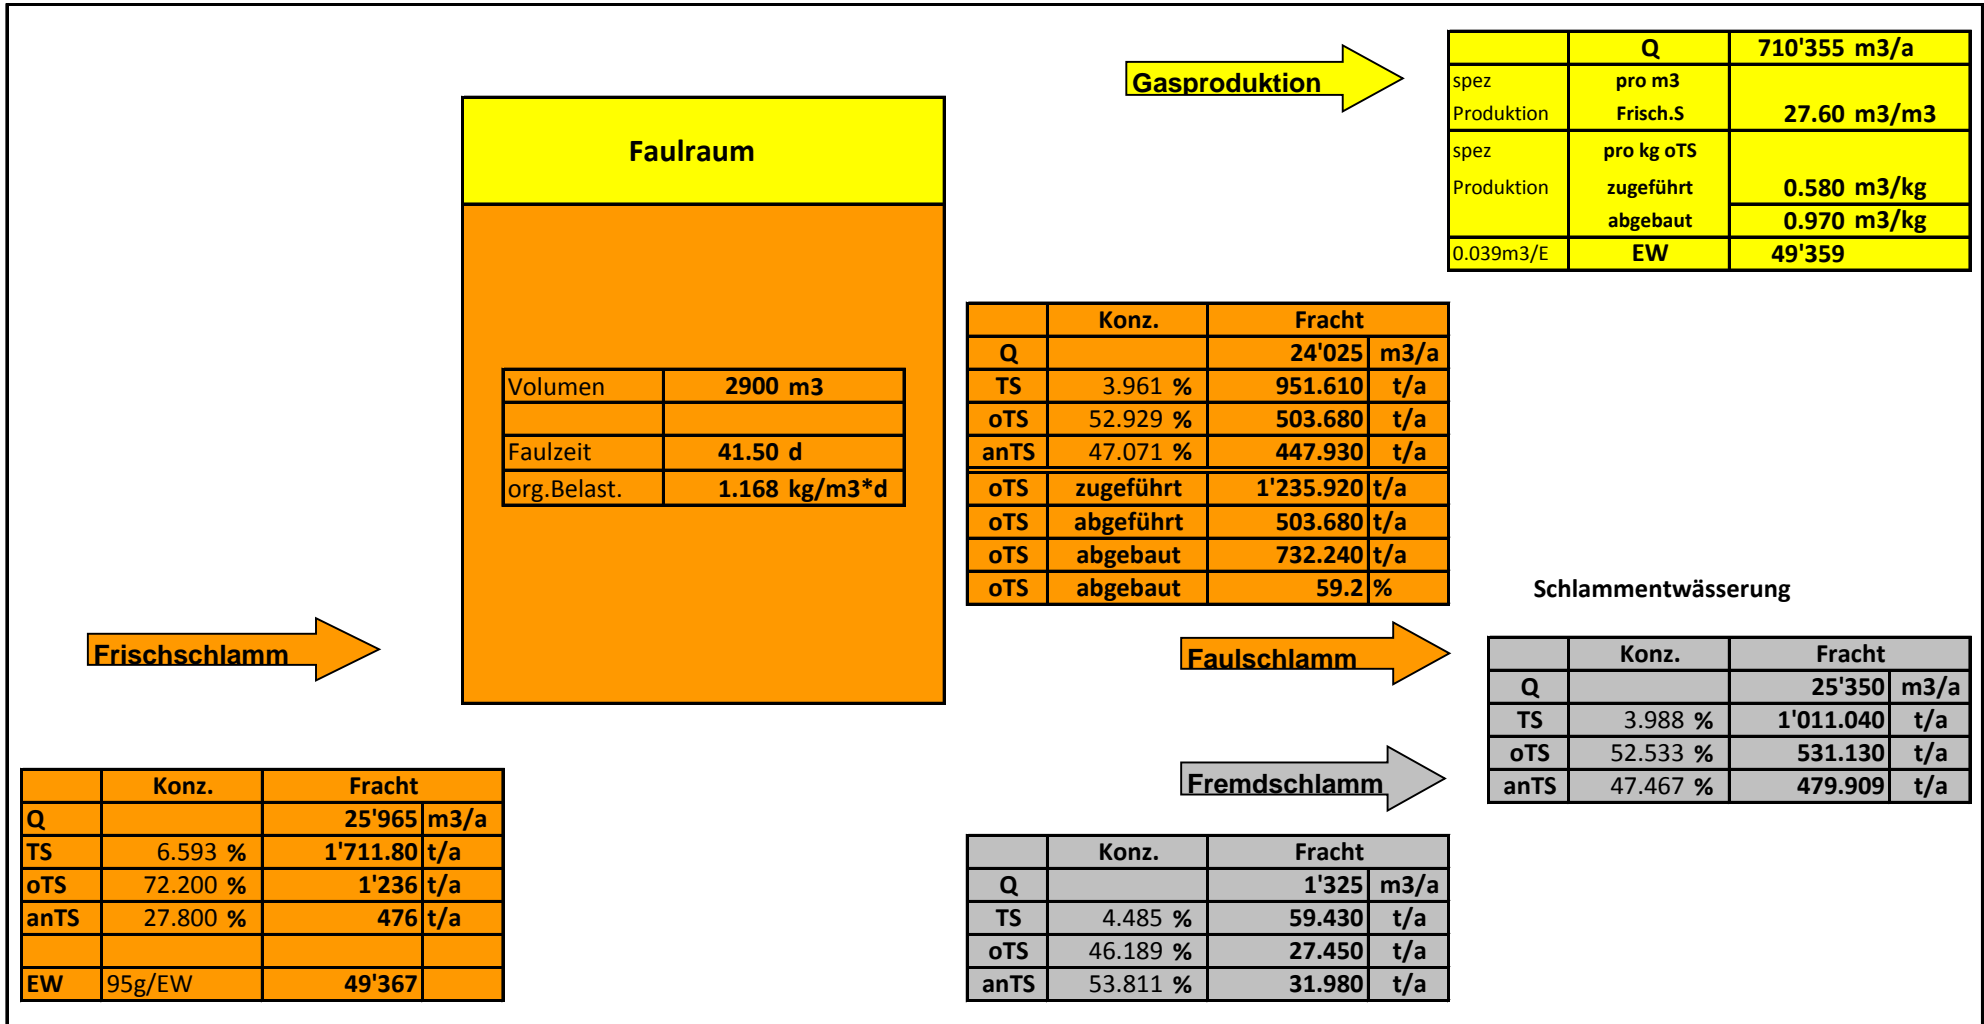 Gasproduktion
Q 710'355 m3/a
spez pro m3
Produktion Frisch.S 27.60 m3/m3
spez pro kg oTS
Produktion zugeführt 0.580 m3/kg
abgebaut 0.970 m3/kg
0.039m3/E EW 49'359
Faulraum
Volumen 2900 m3
Faulzeit 41.50 d
org.Belast. 1.168 kg/m3*d
Konz. Fracht
Q 24'025 m3/a
TS 3.961 % 951.610 t/a
oTS 52.929 % 503.680 t/a
anTS 47.071 % 447.930 t/a
oTS zugeführt 1'235.920 t/a
oTS abgeführt 503.680 t/a
oTS abgebaut 732.240 t/a
oTS abgebaut 59.2 %
Schlammentwässerung
Frischschlamm
Faulschlamm
Konz. Fracht
Q 25'350 m3/a
TS 3.988 % 1'011.040 t/a
oTS 52.533 % 531.130 t/a
anTS 47.467 % 479.909 t/a
Fremdschlamm
Konz. Fracht
Q 25'965 m3/a
TS 6.593 % 1'711.80 t/a
oTS 72.200 % 1'236 t/a
anTS 27.800 % 476 t/a
EW 95g/EW 49'367
Konz. Fracht
Q 1'325 m3/a
TS 4.485 % 59.430 t/a
oTS 46.189 % 27.450 t/a
anTS 53.811 % 31.980 t/a